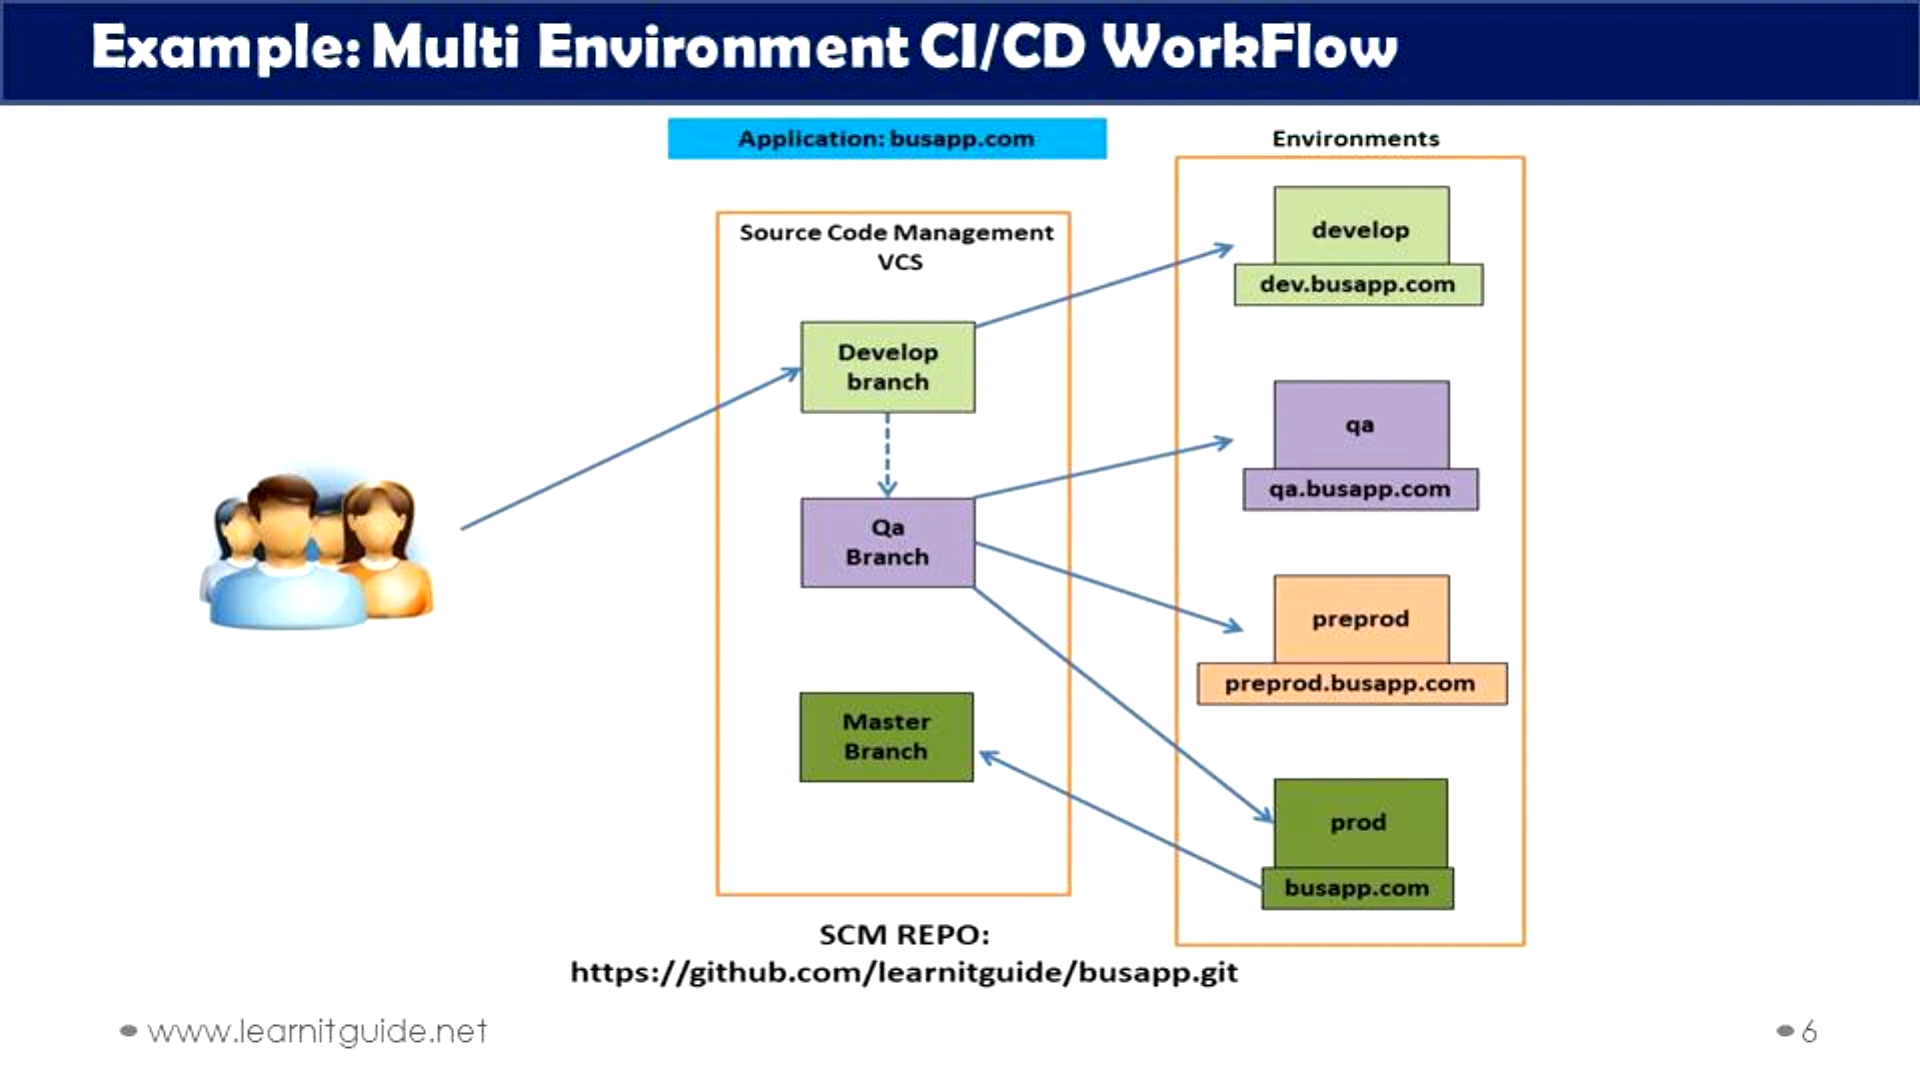 Example: Multi Environment CI/CD WorkFlow
Application: busapp.com
Environments
Source Code Management
VCS
Develop
branch
Qa
Branch
Master
Branch
develop
dev.busapp.com
qa
qa.busapp.com
preprod
preprod.busapp.com
prod
busapp.com
SCM REPO:
https://github.com/learnitguide/busapp.git
www.learnitguide.net
6